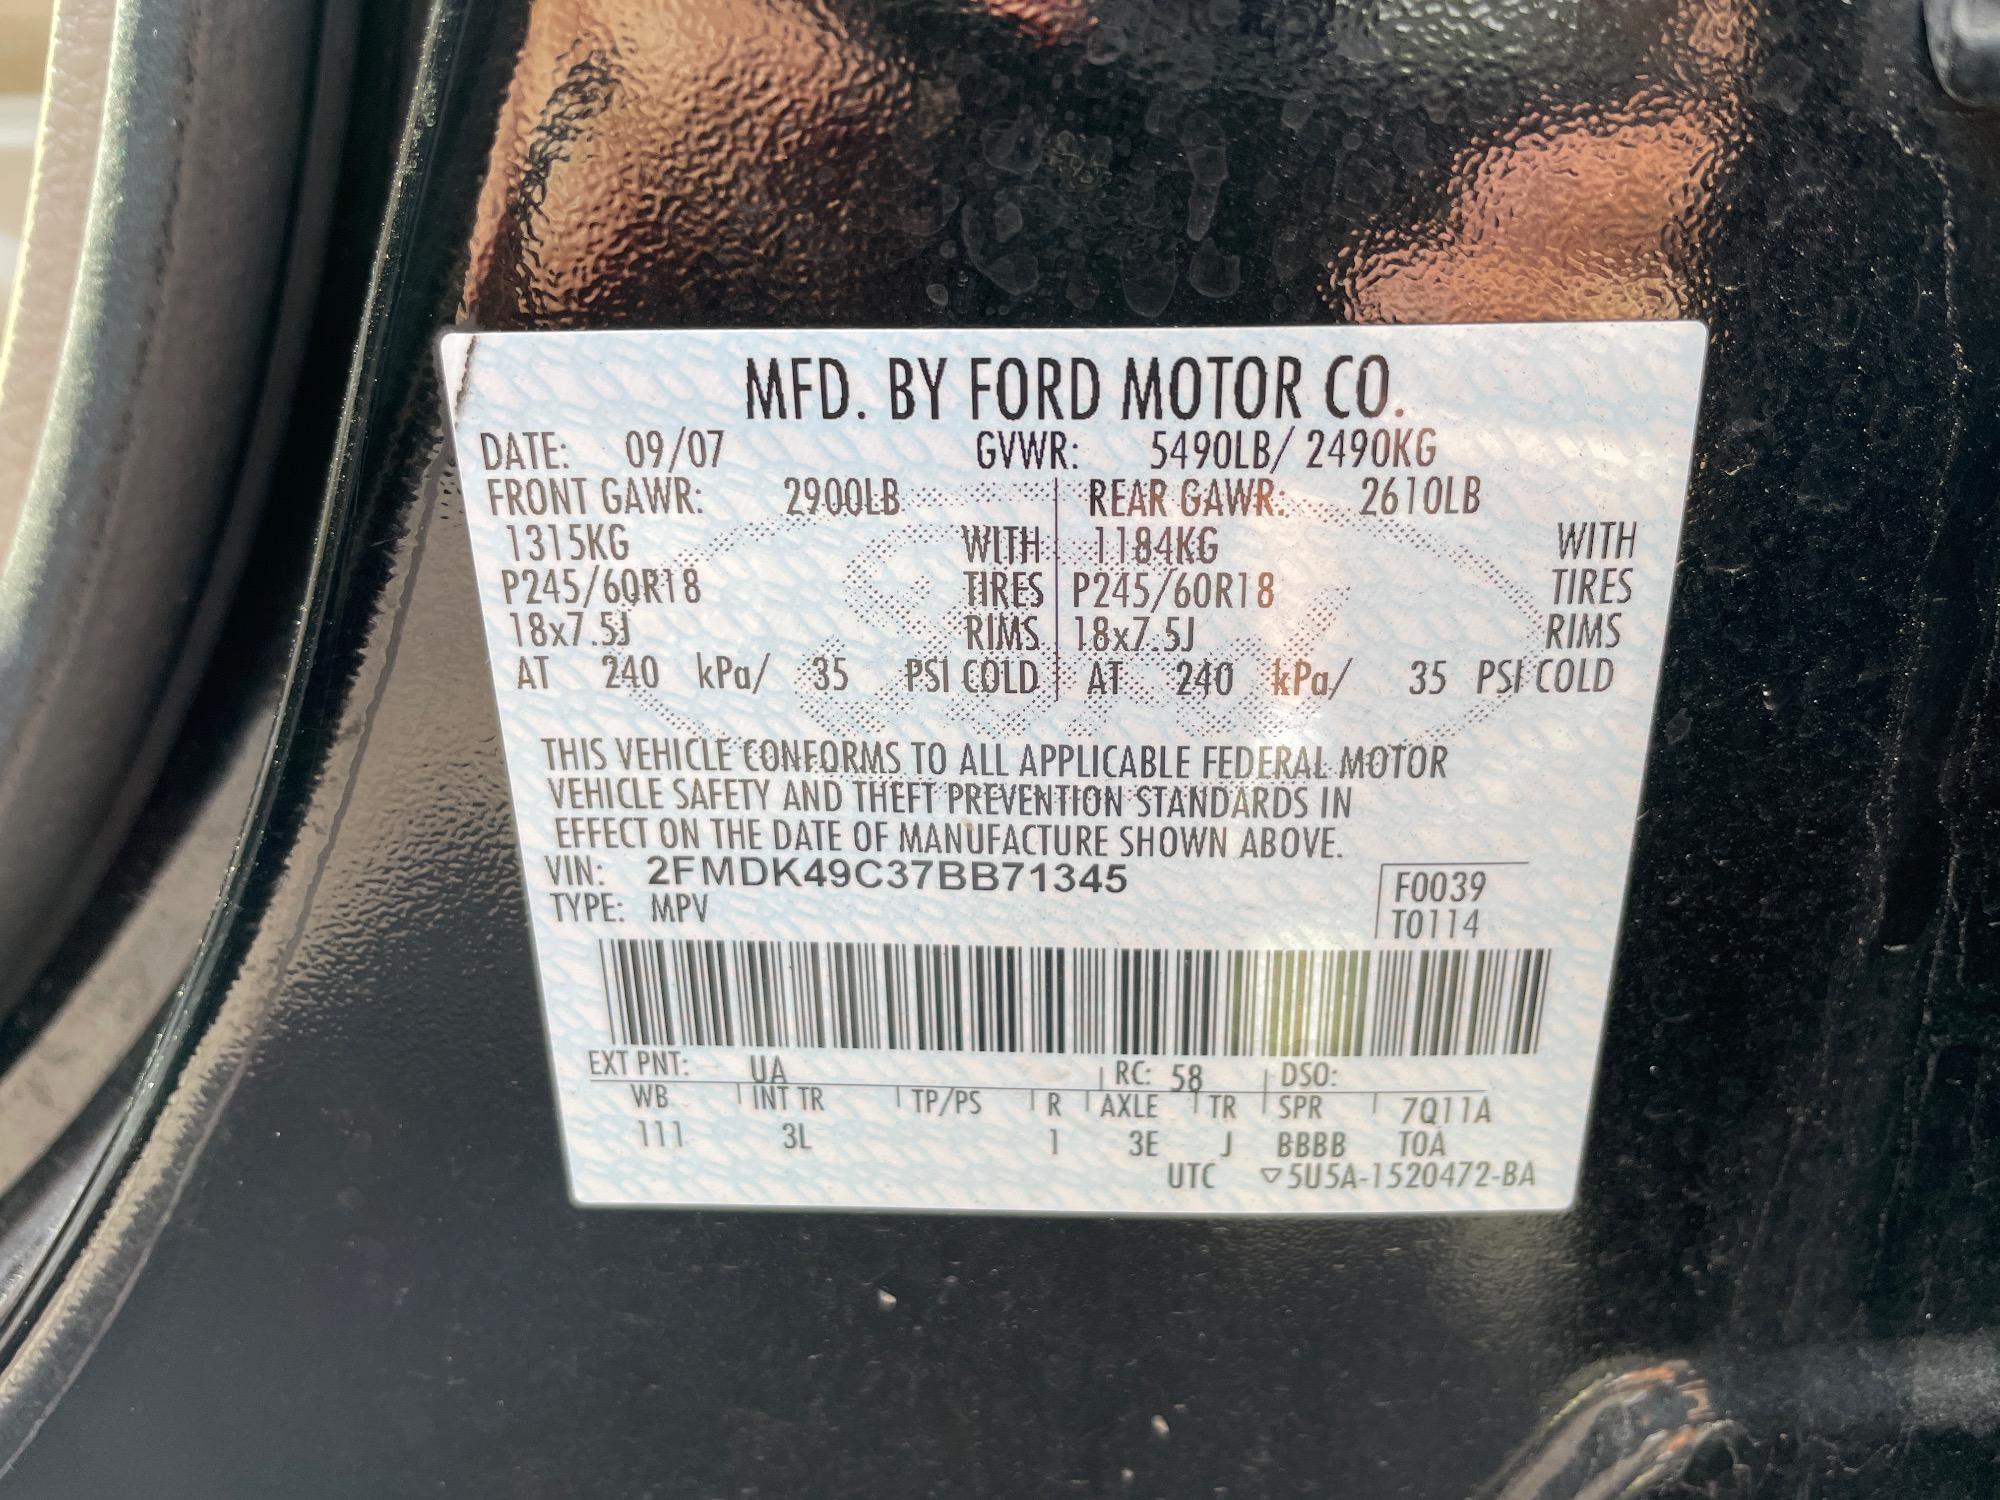 MFD. BY FORD MOTOR CO.
DATE: 09/07 GVWR: 5490LB/ 2490KG
FRONT GAWR: 2900LB REAR GAWR: 2610LB
1315KG WITH 1184KG WITH
P245/60R18 TIRES P245/60R18 TIRES
18x7.5J RIMS 18x7.5J RIMS
AT 240 kPa/ 35 PSI COLD AT 240 kPa/ 35 PSI COLD
THIS VEHICLE CONFORMS TO ALL APPLICABLE FEDERAL MOTOR
VEHICLE SAFETY AND THEFT PREVENTION STANDARDS IN
EFFECT ON THE DATE OF MANUFACTURE SHOWN ABOVE.
VIN: 2FMDK49C37BB71345 F0039
TYPE: MPV T0114
EXT PNT: UA RC: 58 DSO:
WB INT TR TP/PS R AXLE TR SPR 7Q11A
111 3L 1 3E J BBBB TOA
UTC ▽5U5A-1520472-BA